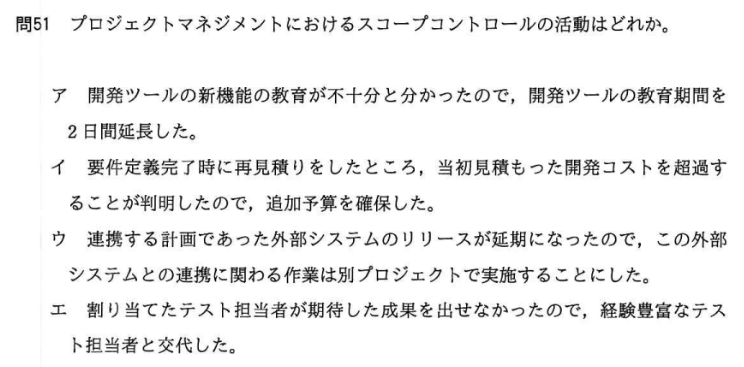 問51 プロジェクトマネジメントにおけるスコープコントロールの活動はどれか。
ア 開発ツールの新機能の教育が不十分と分かったので，開発ツールの教育期間を
2日間延長した。
イ 要件定義完了時に再見積りをしたところ，当初見積もった開発コストを超過す
ることが判明したので，追加予算を確保した。
ウ 連携する計画であった外部システムのリリースが延期になったので，この外部
システムとの連携に関わる作業は別プロジェクトで実施することにした。
エ 割り当てたテスト担当者が期待した成果を出せなかったので，経験豊富なテス
ト担当者と交代した。